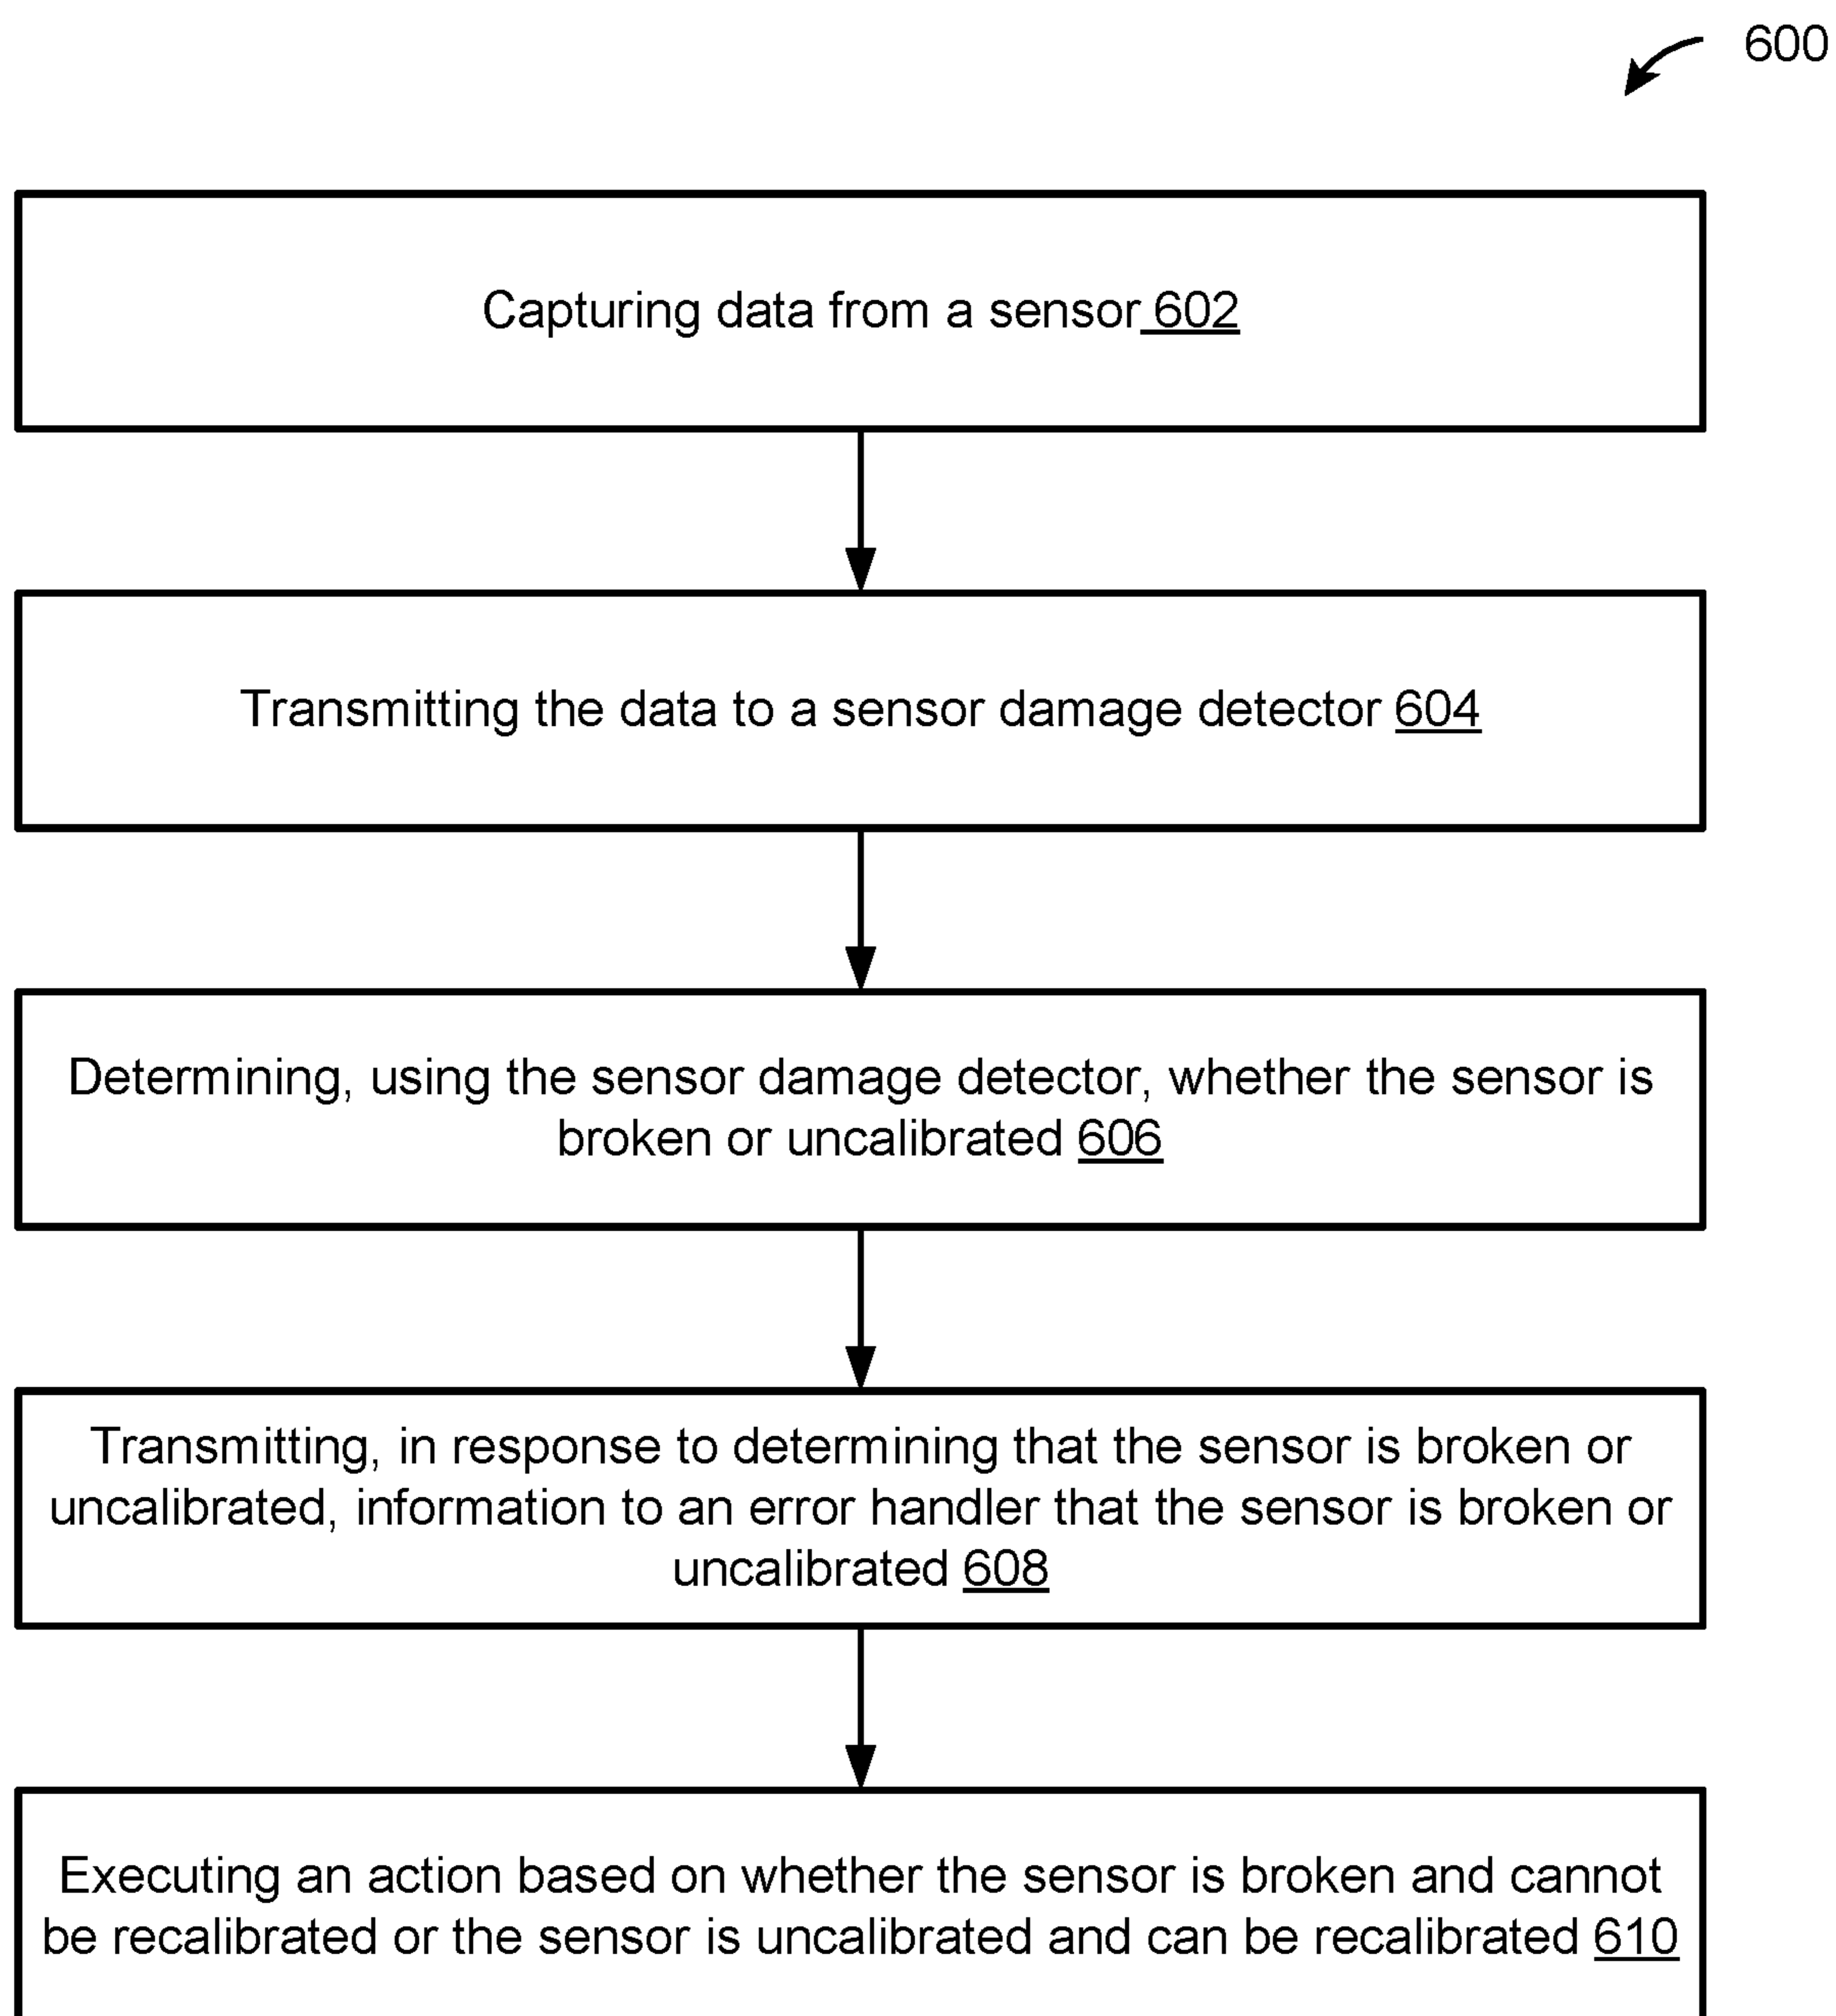 600
Capturing data from a sensor 602
Transmitting the data to a sensor damage detector 604
Determining, using the sensor damage detector, whether the sensor is
broken or uncalibrated 606
Transmitting, in response to determining that the sensor is broken or
uncalibrated, information to an error handler that the sensor is broken or
uncalibrated 608
Executing an action based on whether the sensor is broken and cannot
be recalibrated or the sensor is uncalibrated and can be recalibrated 610